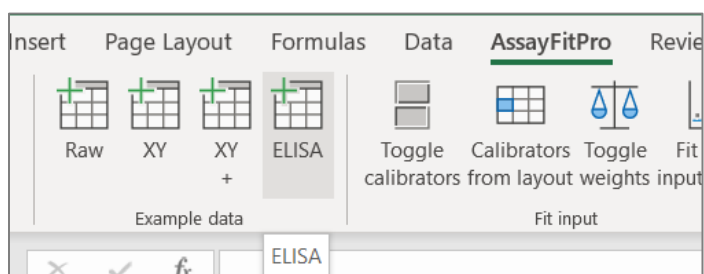 Insert Page Layout Formulas Data AssayFitPro Revie
Raw XY XY ELISA Toggle Calibrators Toggle Fit
+ calibrators from layout weights input
Example data Fit input
fx
ELISA